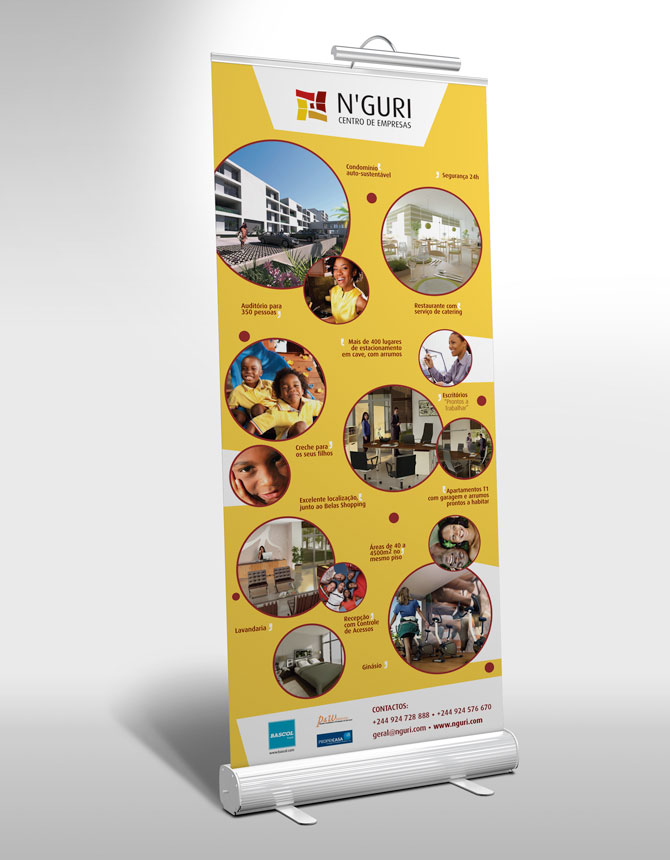 N'GURI
CENTRO DE EMPRESAS
Condomínio
auto-sustentável
Segurança 24h
Auditório para
350 pessoas
Restaurante com
serviço de catering
Mais de 400 lugares
de estacionamento
em cave, com arrumos
Escritórios
"Prontos a
trabalhar"
Creche para
os seus filhos
Excelente localização,
junto ao Belas Shopping
Apartamentos T1
com garagem e arrumos
prontos a habitar
Áreas de 40 a
4500m2 no
mesmo piso
Lavandaria
Recepção
com Controle
de Acessos
Ginásio
CONTACTOS:
+244 924 728 888 • +244 924 576 670
geral@nguri.com • www.nguri.com
BASCOL
www.bascol.com